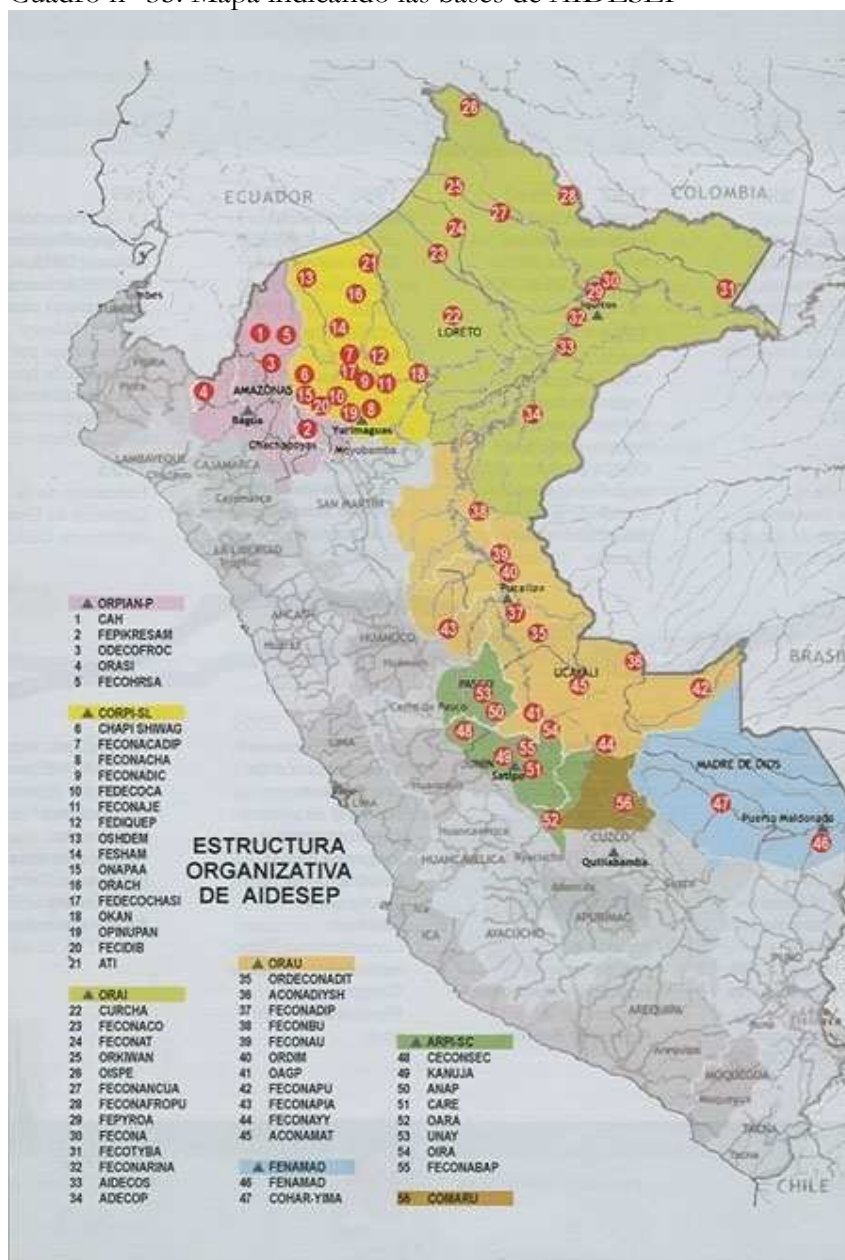 Cuadro n° 33: Mapa indicando las bases de AIDESEP
ECUADOR
COLOMBIA
LORETO
AMAZONAS
Bagua
Chachapoyas
Yurimaguas
Moyobamba
LAMBAYEQUE
CAJAMARCA
Cajamarca
SAN MARTIN
LA LIBERTAD
ANCASH
HUANUCO
Pucallpa
UCAYALI
BRASIL
PASCO
Cerro de Pasco
LIMA
Satipo
MADRE DE DIOS
Puerto Maldonado
CUZCO
Quillabamba
HUANCAVELICA
Ayacucho
APURIMAC
ICA
AYACUCHO
PUNO
AREQUIPA
Arequipa
TACNA
Tacna
CHILE
ESTRUCTURA
ORGANIZATIVA
DE AIDESEP
ORPIAN-P
1 CAH
2 FEPIKRESAM
3 ODECOFROC
4 ORASI
5 FECOHRSA
CORPI-SL
6 CHAPI SHIWAG
7 FECONACADIP
8 FECONACHA
9 FECONADIC
10 FEDECOCA
11 FECONAJE
12 FEDIQUEP
13 OSHDEM
14 FESHAM
15 ONAPAA
16 ORACH
17 FEDECOCHASI
18 OKAN
19 OPINUPAN
20 FECIDIB
21 ATI
ORAI
22 CURCHA
23 FECONACO
24 FECONAT
25 ORKIWAN
26 OISPE
27 FECONANCUA
28 FECONAFROPU
29 FEPYROA
30 FECONA
31 FECOTYBA
32 FECONARINA
33 AIDECOS
34 ADECOP
ORAU
35 ORDECONADIT
36 ACONADIYSH
37 FECONADIP
38 FECONBU
39 FECONAU
40 ORDIM
41 OAGP
42 FECONAPU
43 FECONAPIA
44 FECONAYY
45 ACONAMAT
FENAMAD
46 FENAMAD
47 COHAR-YIMA
ARPI-SC
48 CECONSEC
49 KANUJA
50 ANAP
51 CARE
52 OARA
53 UNAY
54 OIRA
55 FECONABAP
56 COMARU